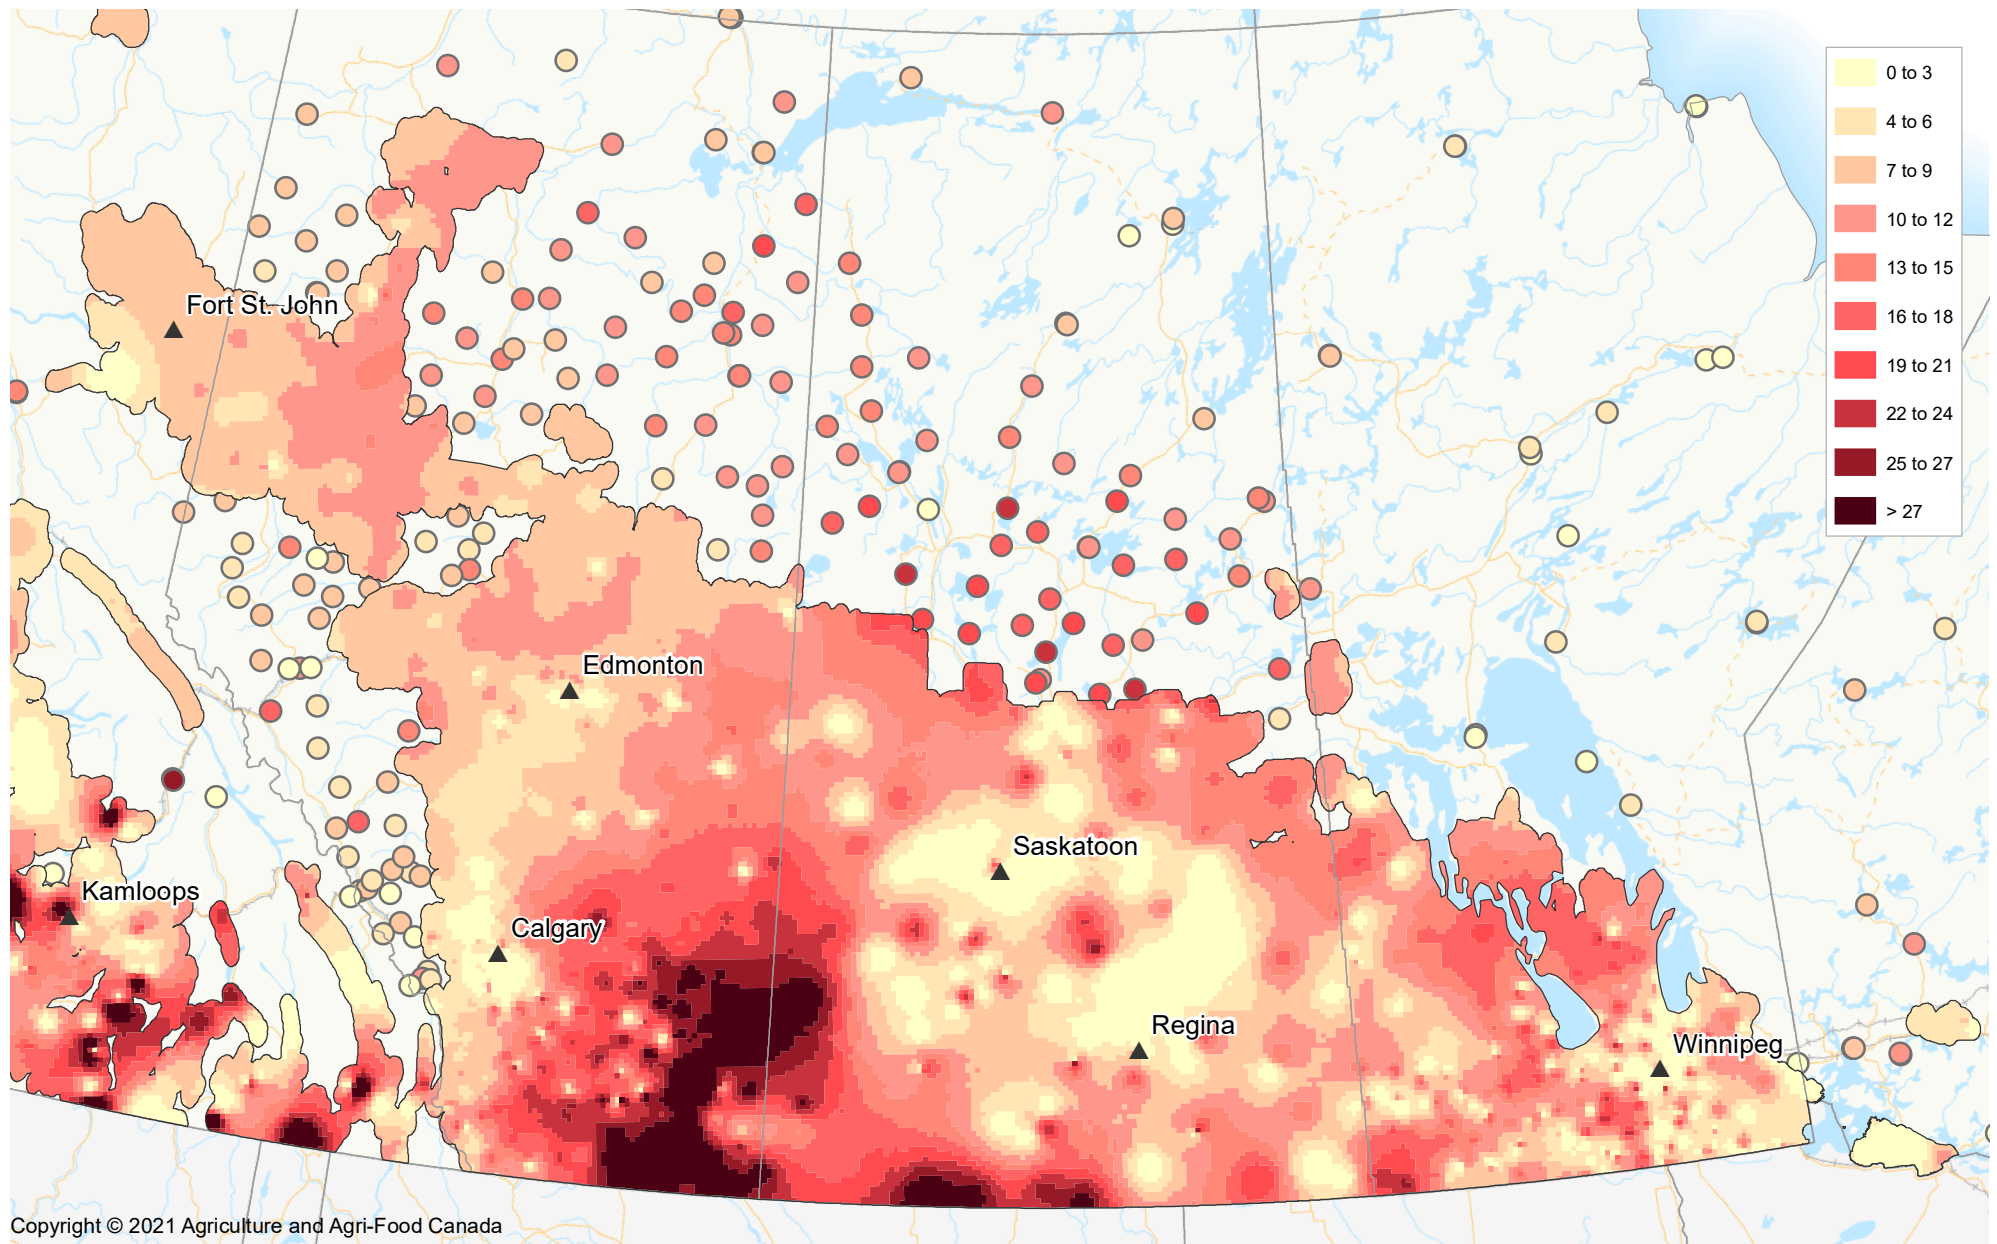 0 to 3
4 to 6
7 to 9
10 to 12
13 to 15
16 to 18
19 to 21
22 to 24
25 to 27
> 27
Fort St. John
Edmonton
Saskatoon
Kamloops
Calgary
Regina
Winnipeg
Copyright © 2021 Agriculture and Agri-Food Canada